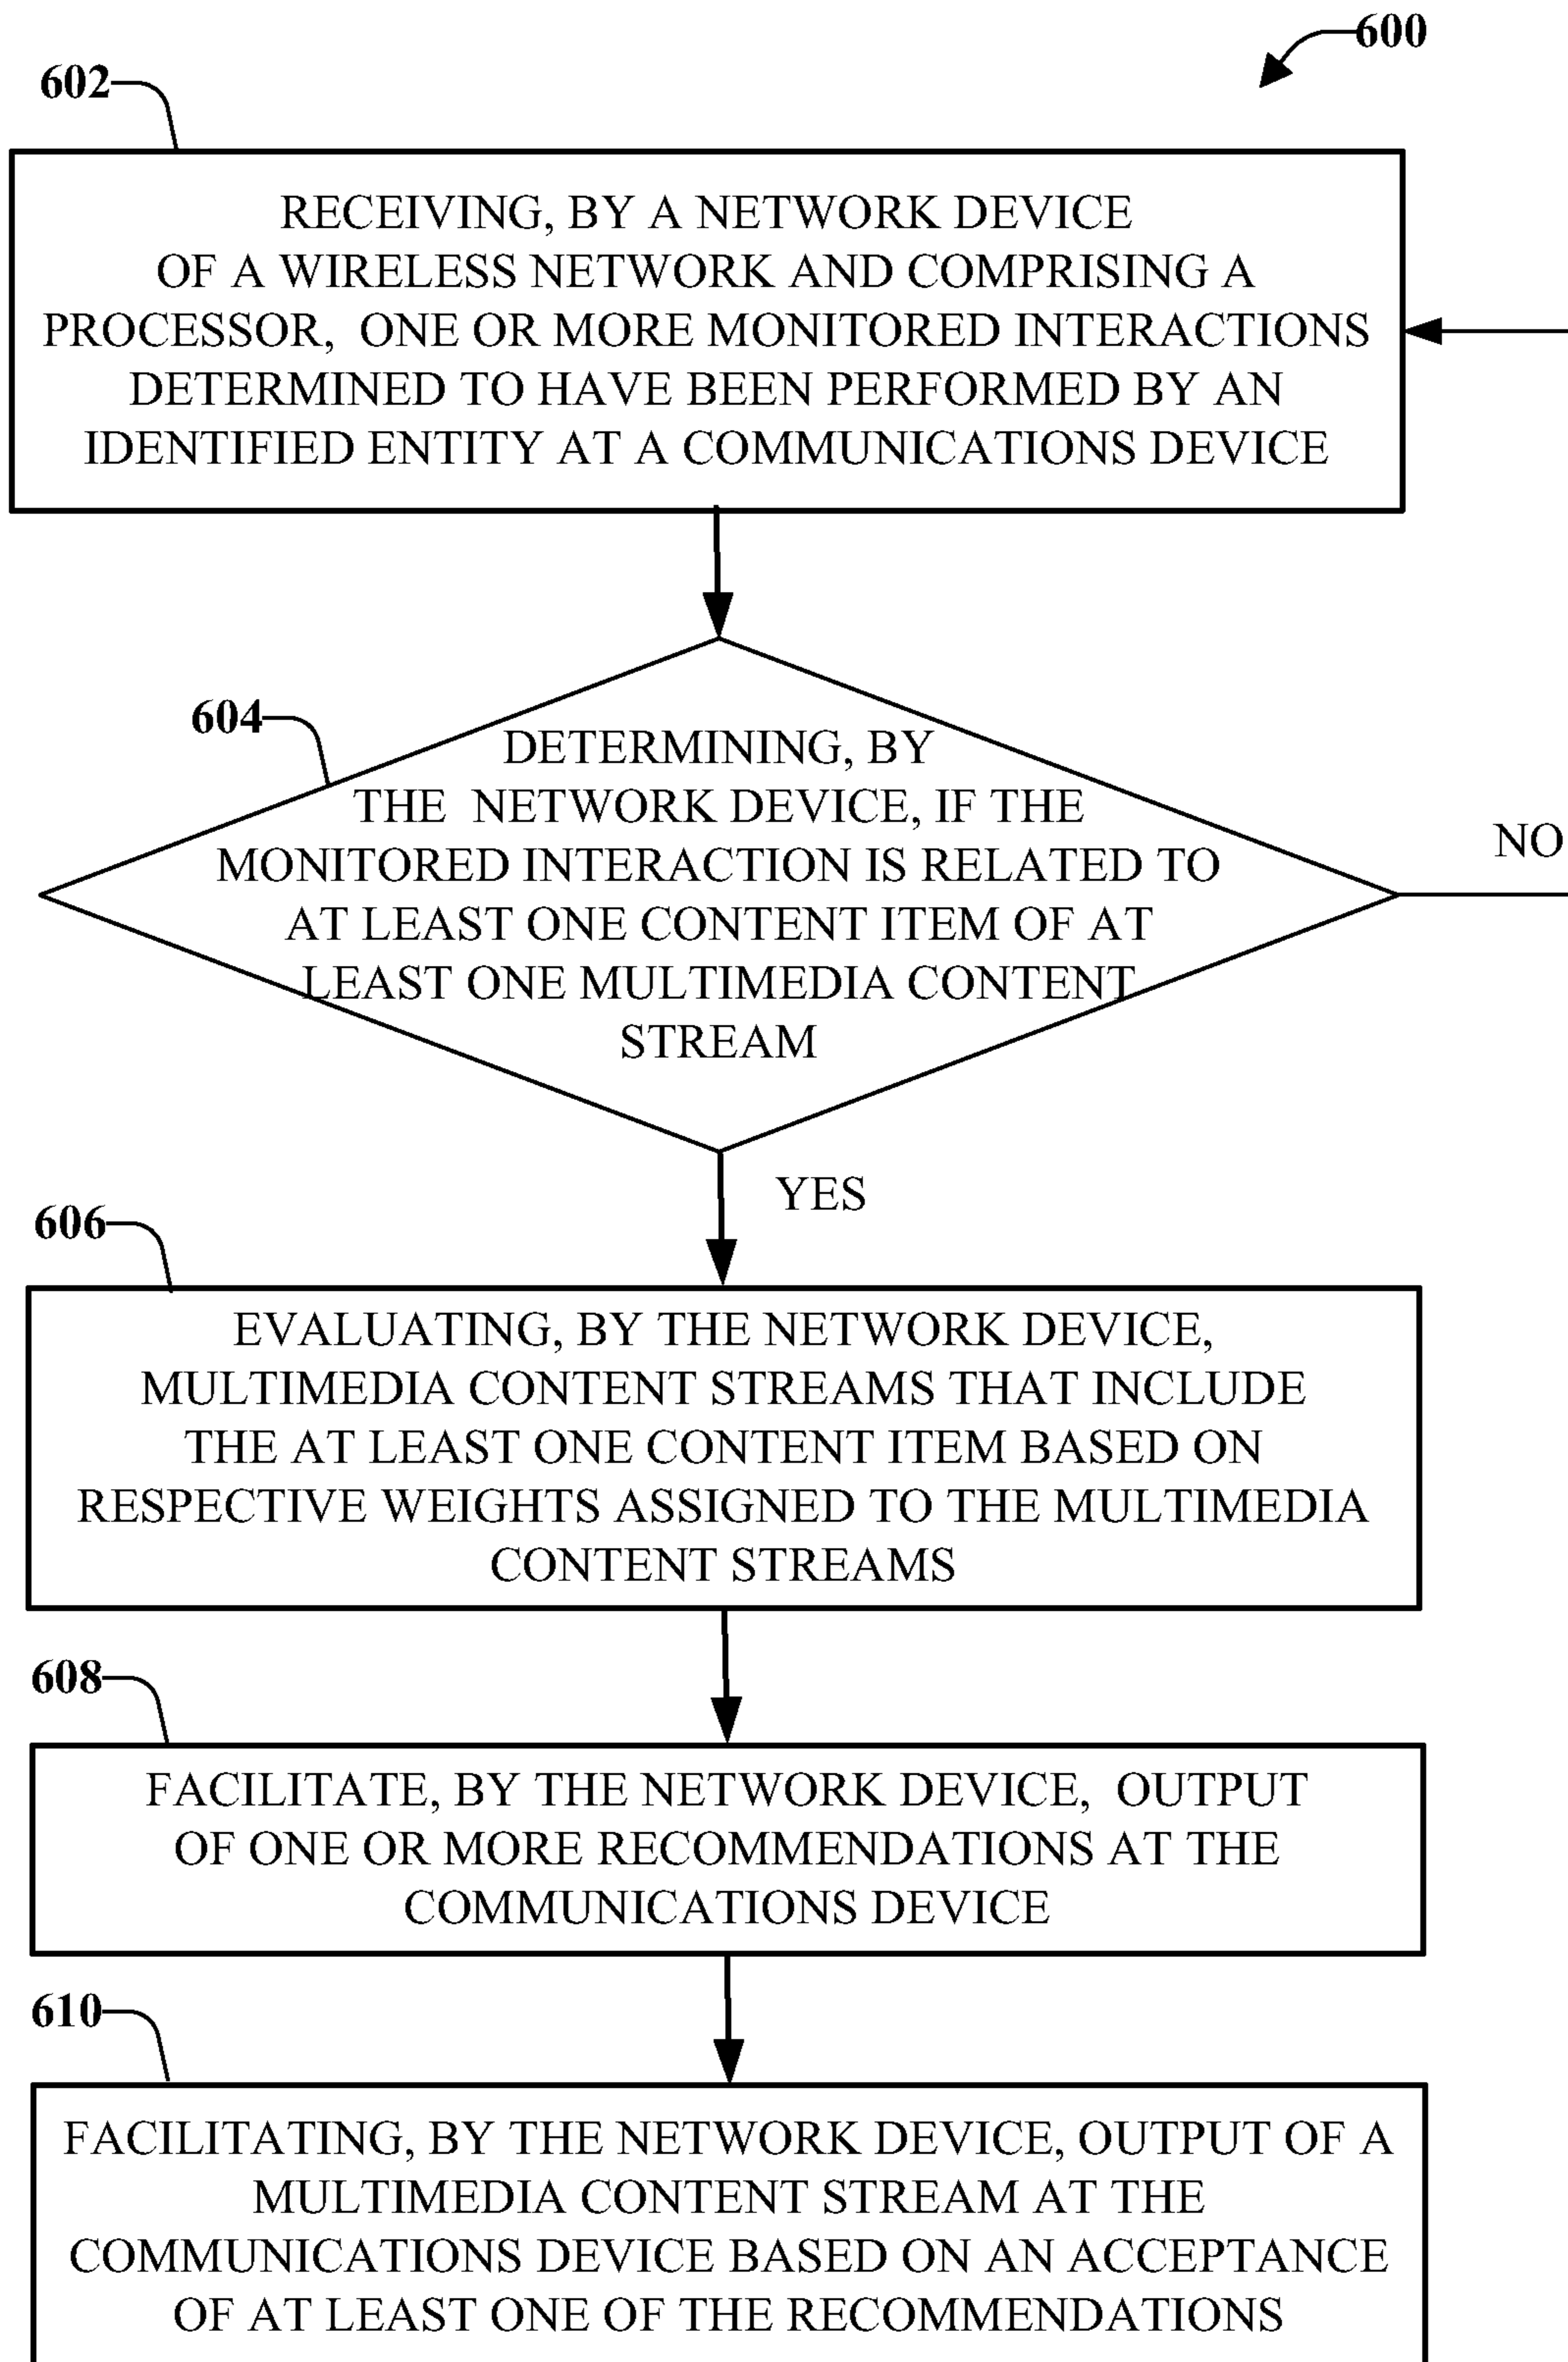 600
602
RECEIVING, BY A NETWORK DEVICE
OF A WIRELESS NETWORK AND COMPRISING A
PROCESSOR, ONE OR MORE MONITORED INTERACTIONS
DETERMINED TO HAVE BEEN PERFORMED BY AN
IDENTIFIED ENTITY AT A COMMUNICATIONS DEVICE
604
DETERMINING, BY
THE NETWORK DEVICE, IF THE
MONITORED INTERACTION IS RELATED TO
AT LEAST ONE CONTENT ITEM OF AT
LEAST ONE MULTIMEDIA CONTENT
STREAM
NO
YES
606
EVALUATING, BY THE NETWORK DEVICE,
MULTIMEDIA CONTENT STREAMS THAT INCLUDE
THE AT LEAST ONE CONTENT ITEM BASED ON
RESPECTIVE WEIGHTS ASSIGNED TO THE MULTIMEDIA
CONTENT STREAMS
608
FACILITATE, BY THE NETWORK DEVICE, OUTPUT
OF ONE OR MORE RECOMMENDATIONS AT THE
COMMUNICATIONS DEVICE
610
FACILITATING, BY THE NETWORK DEVICE, OUTPUT OF A
MULTIMEDIA CONTENT STREAM AT THE
COMMUNICATIONS DEVICE BASED ON AN ACCEPTANCE
OF AT LEAST ONE OF THE RECOMMENDATIONS